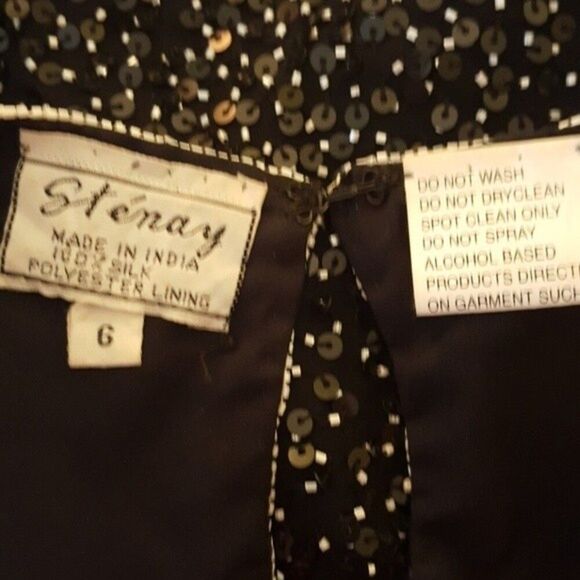 Sténay
MADE IN INDIA
100% SILK
POLYESTER LINING
6
DO NOT WASH
DO NOT DRYCLEAN
SPOT CLEAN ONLY
DO NOT SPRAY
ALCOHOL BASED
PRODUCTS DIRECT
ON GARMENT SUCH